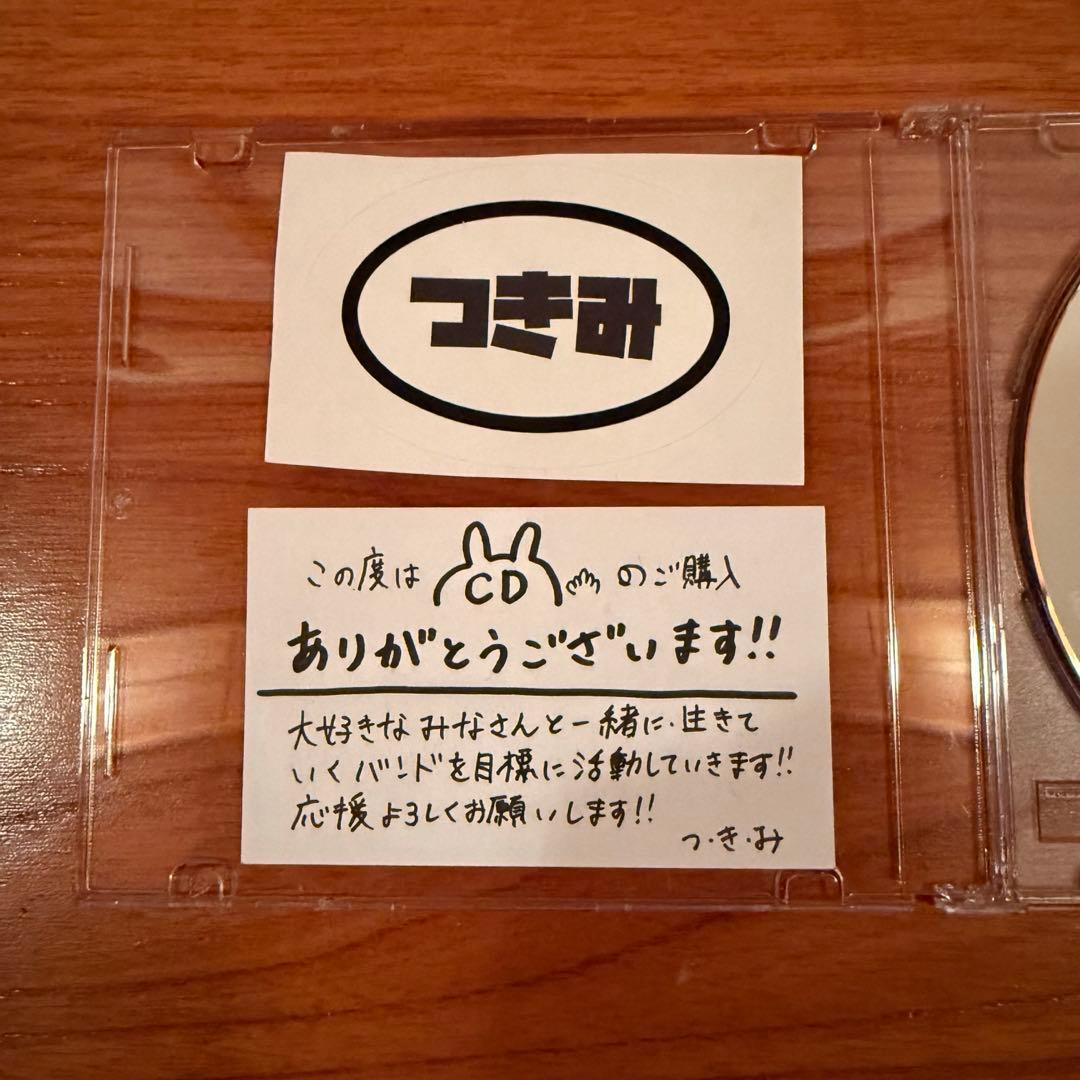 つきみ
この度は CD のご購入
ありがとうございます!!
大好きなみなさんと一緒に生きて
いくバンドを目標に活動していきます!!
応援よろしくお願いします!!
つ・き・み